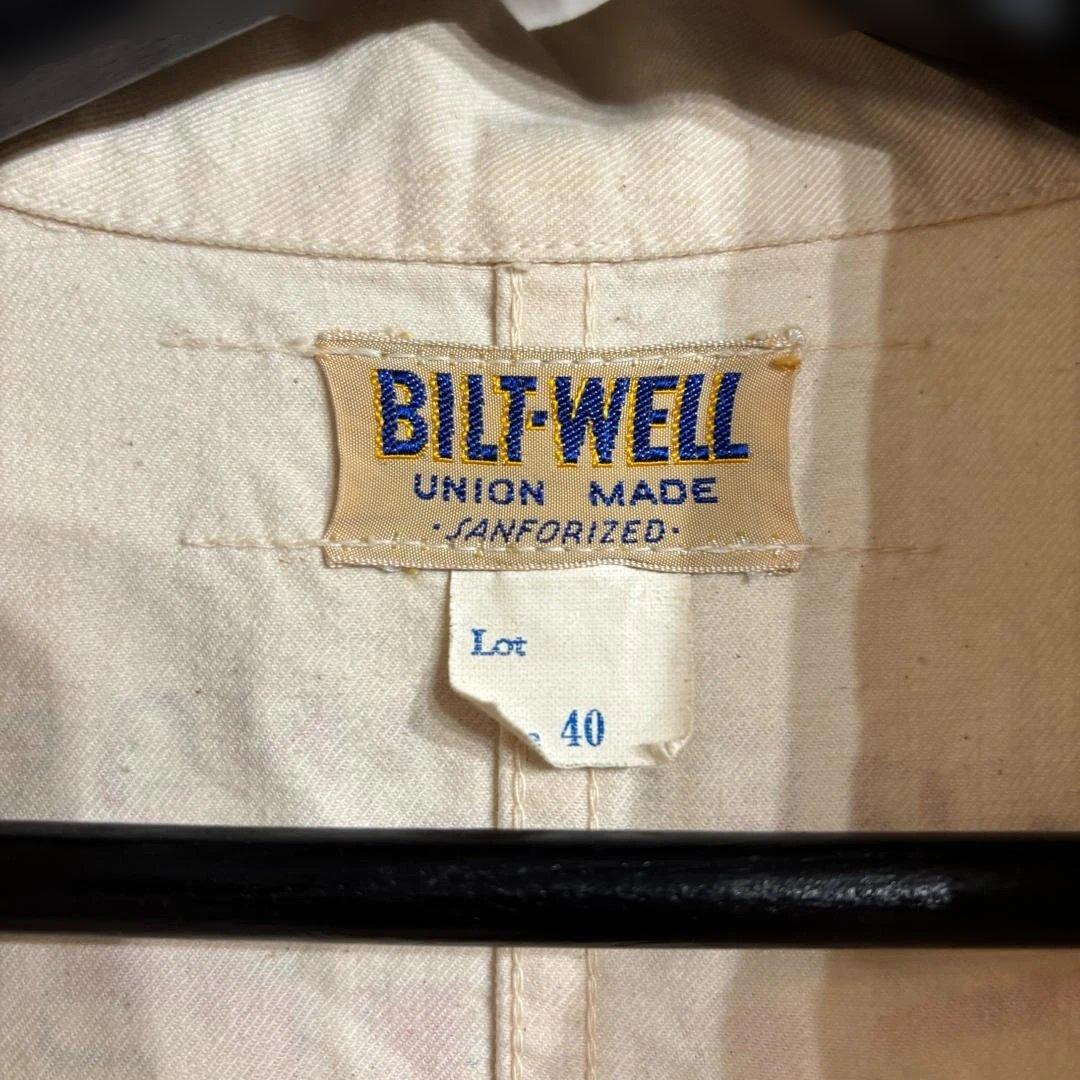 BILT-WELL
UNION MADE
·SANFORIZED·
Lot
40